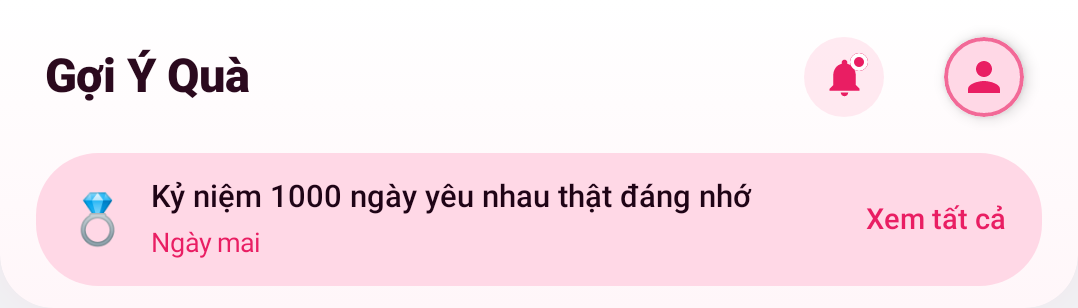 Gợi Ý Quà
Kỷ niệm 1000 ngày yêu nhau thật đáng nhớ
Ngày mai
Xem tất cả